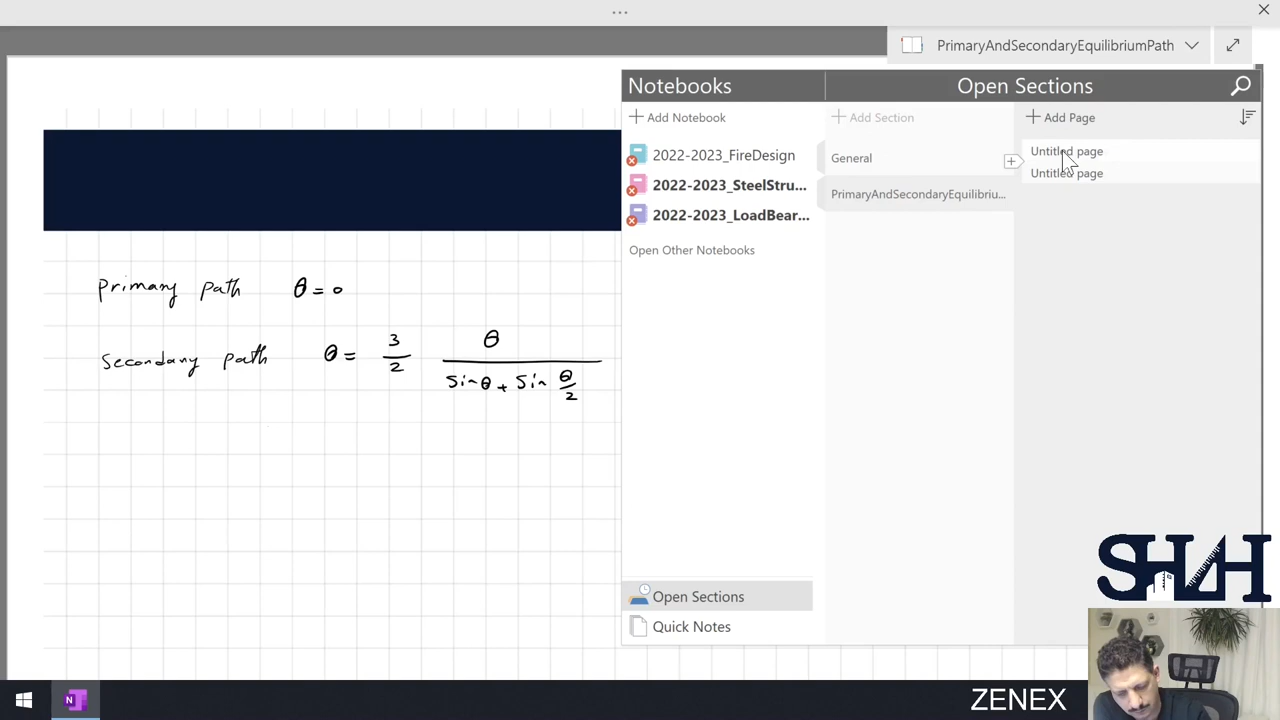 ...
PrimaryAndSecondaryEquilibriumPath
Notebooks
Open Sections
+ Add Notebook
+ Add Section
+ Add Page
2022-2023_FireDesign
General
Untitled page
Untitled page
2022-2023_SteelStru...
PrimaryAndSecondaryEquilibriu...
2022-2023_LoadBear...
Open Other Notebooks
Primary path θ = 0
Secondary path θ = 3/2 θ/(Sinθ + Sin θ/2)
Open Sections
Quick Notes
SHZH
ZENEX